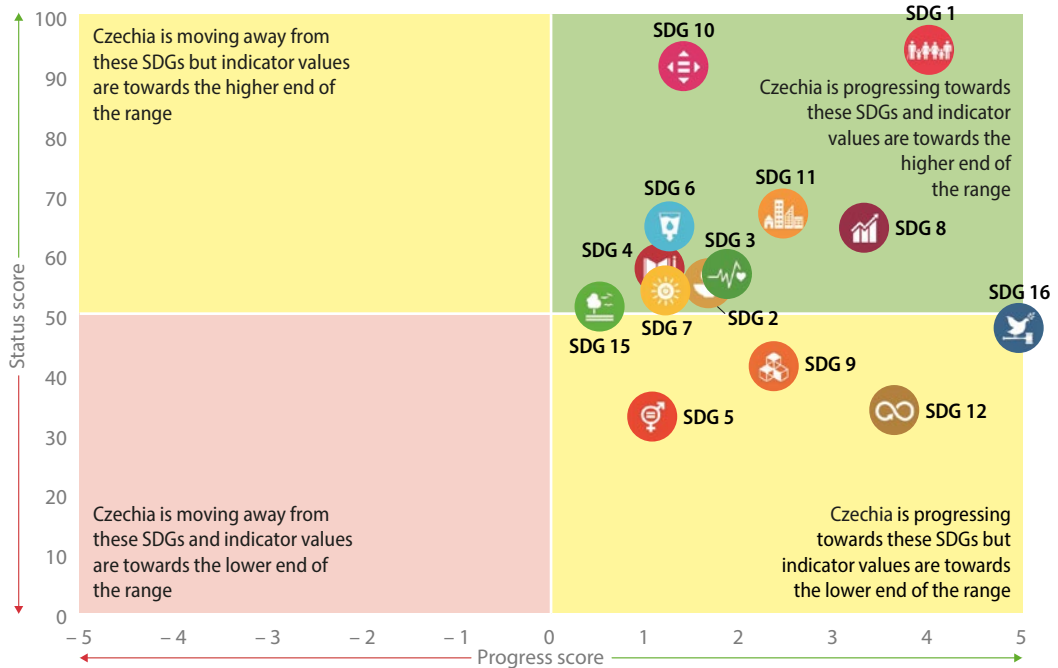 100
90
80
70
60
50
40
30
20
10
0
Status score
Czechia is moving away from
these SDGs but indicator values
are towards the higher end of
the range
SDG 10
SDG 1
Czechia is progressing towards
these SDGs and indicator
values are towards the
higher end of
the range
SDG 6
SDG 11
SDG 8
SDG 4
SDG 3
SDG 16
SDG 7
SDG 2
SDG 15
SDG 9
SDG 5
SDG 12
Czechia is moving away from
these SDGs and indicator values
are towards the lower end of
the range
Czechia is progressing
towards these SDGs but
indicator values are towards
the lower end of the range
– 5 – 4 – 3 – 2 – 1 0 1 2 3 4 5
Progress score